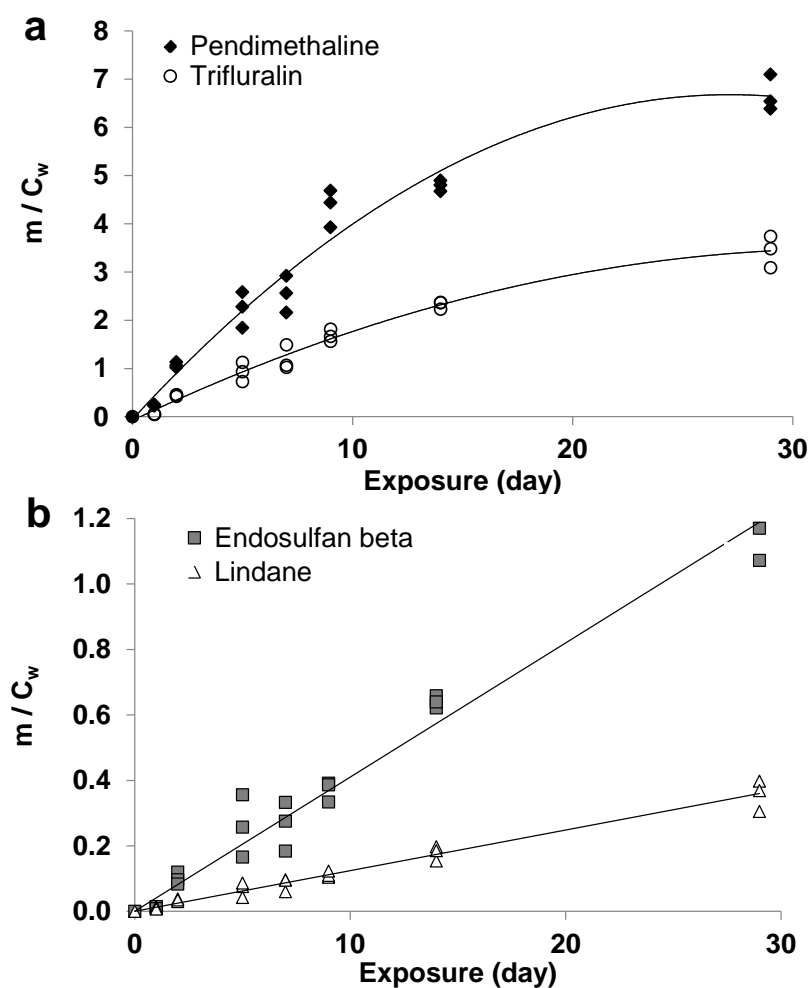 a
8
7
6
5
4
3
2
1
0
m / Cw
Pendimethaline
Trifluralin
0 10 20 30
Exposure (day)
b
1.2
1.0
0.8
0.6
0.4
0.2
0.0
m / Cw
Endosulfan beta
Lindane
0 10 20 30
Exposure (day)